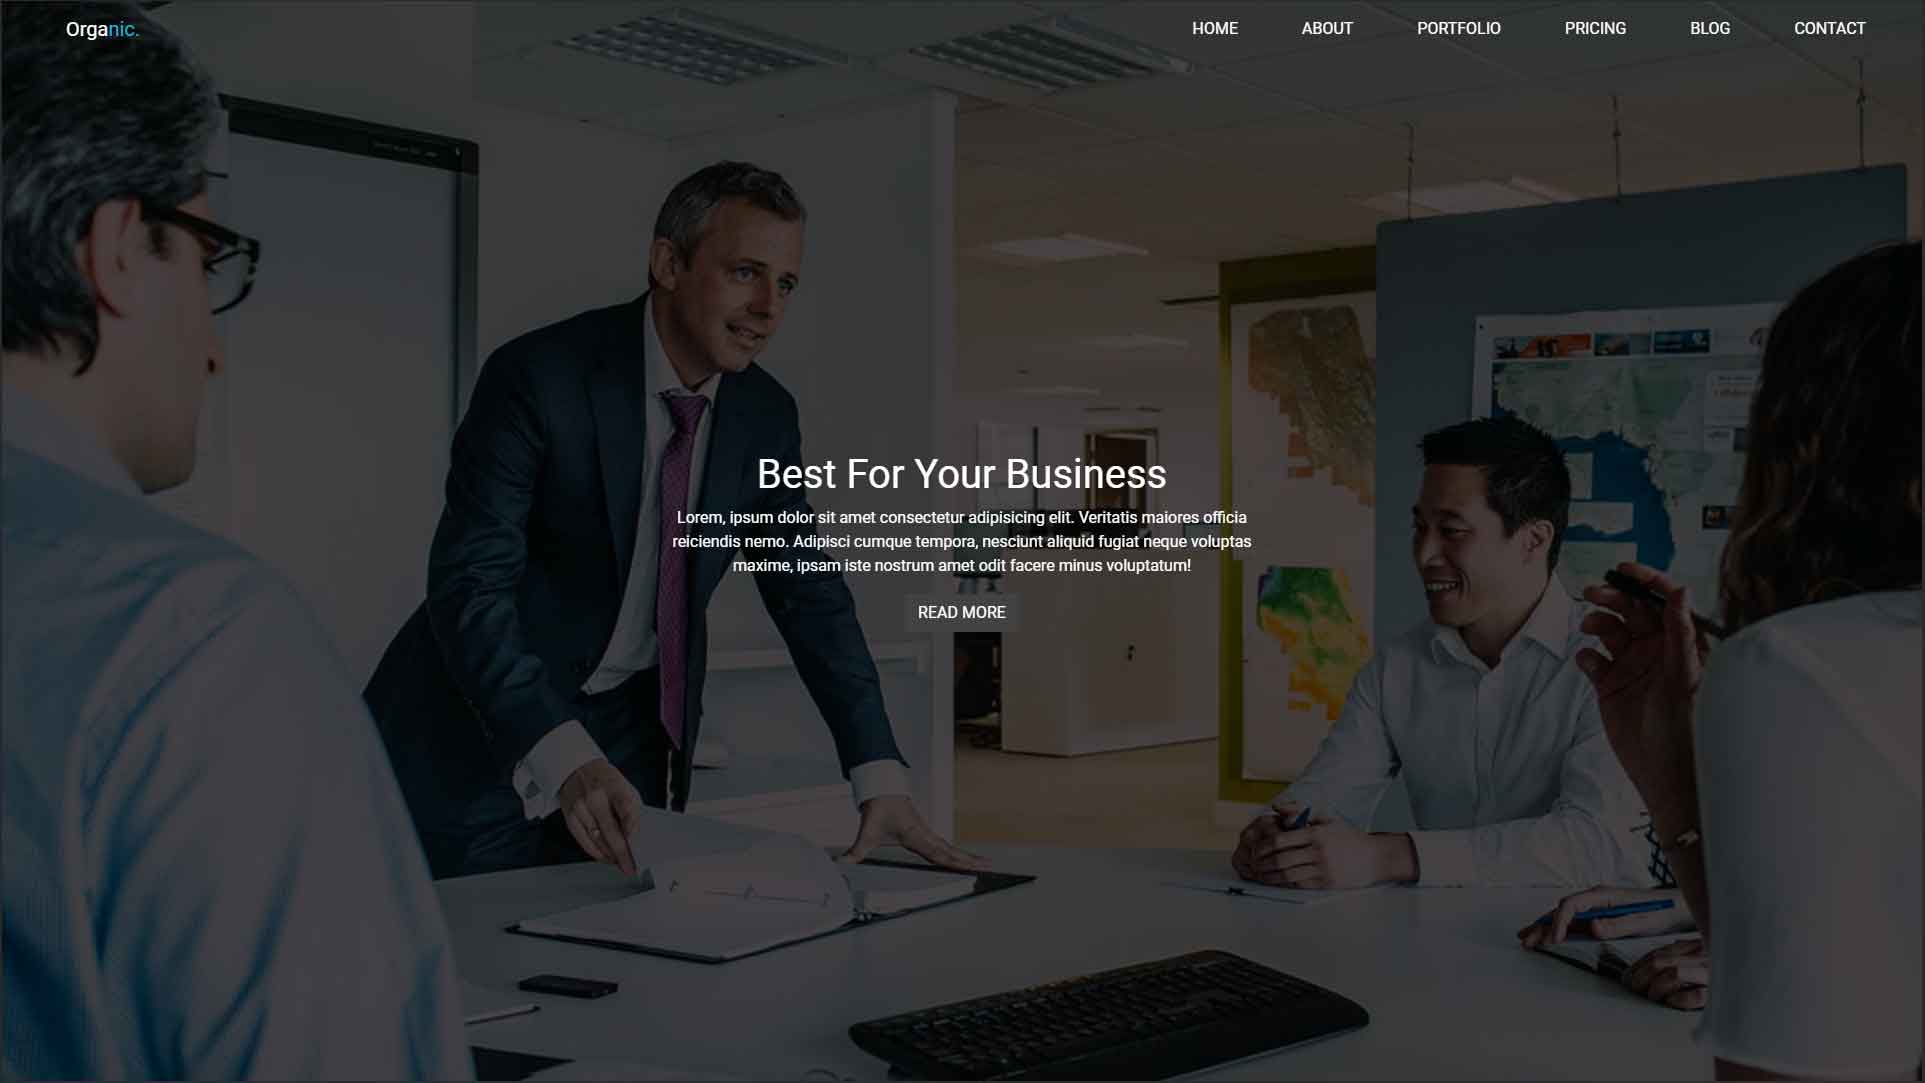 Organic.
HOME ABOUT PORTFOLIO PRICING BLOG CONTACT
Best For Your Business
Lorem, ipsum dolor sit amet consectetur adipisicing elit. Veritatis maiores officia
reiciendis nemo. Adipisci cumque tempora, nesciunt aliquid fugiat neque voluptas
maxime, ipsam iste nostrum amet odit facere minus voluptatum!
READ MORE